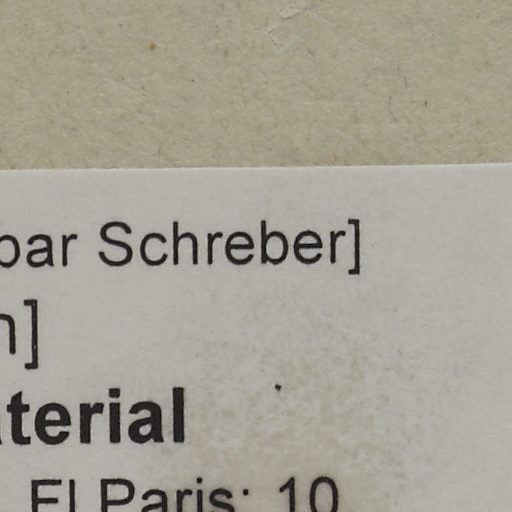 bar Schreber]
n]
terial
El Paris: 10